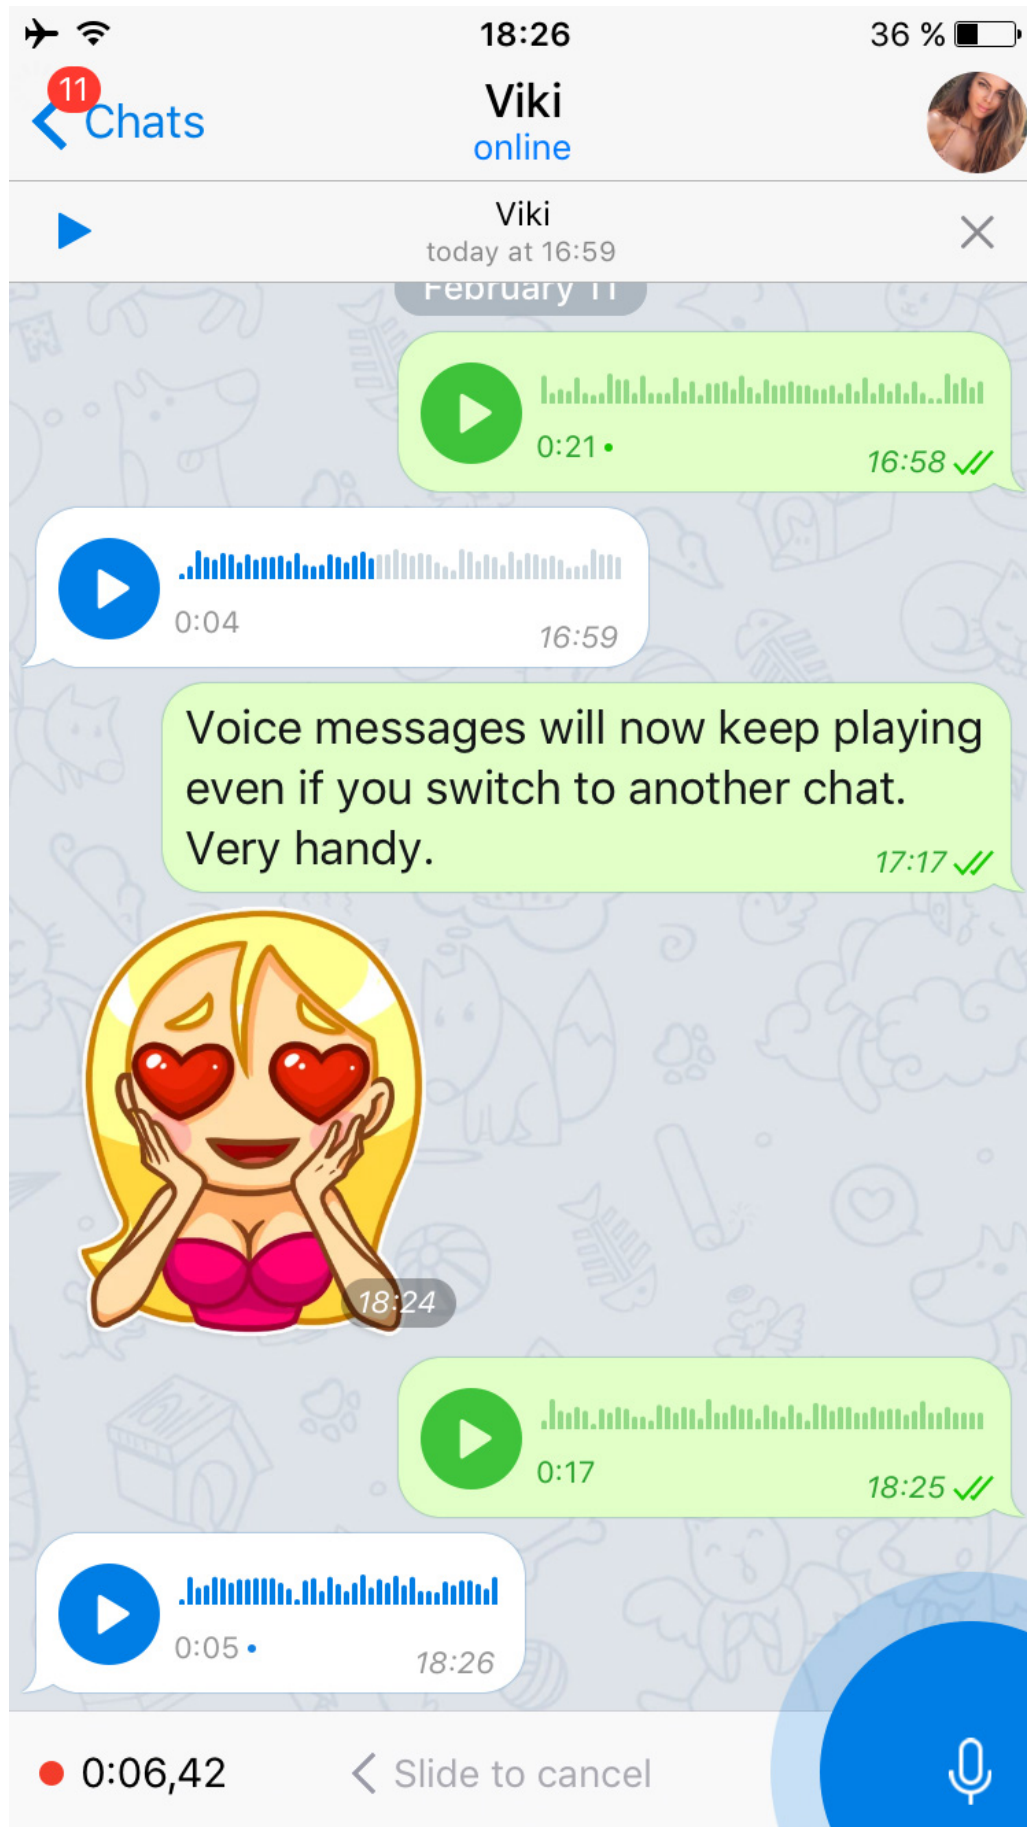 18:26
36 %
11
Chats
Viki
online
Viki
today at 16:59
February 11
0:21
16:58
0:04
16:59
Voice messages will now keep playing
even if you switch to another chat.
Very handy.
17:17
18:24
0:17
18:25
0:05
18:26
0:06,42
Slide to cancel